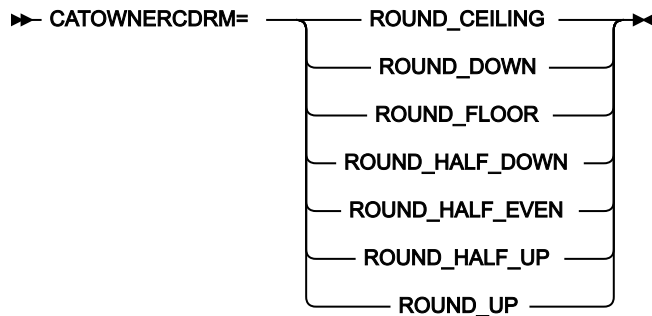 CATOWNERCDRM= ROUND_CEILING
ROUND_DOWN
ROUND_FLOOR
ROUND_HALF_DOWN
ROUND_HALF_EVEN
ROUND_HALF_UP
ROUND_UP